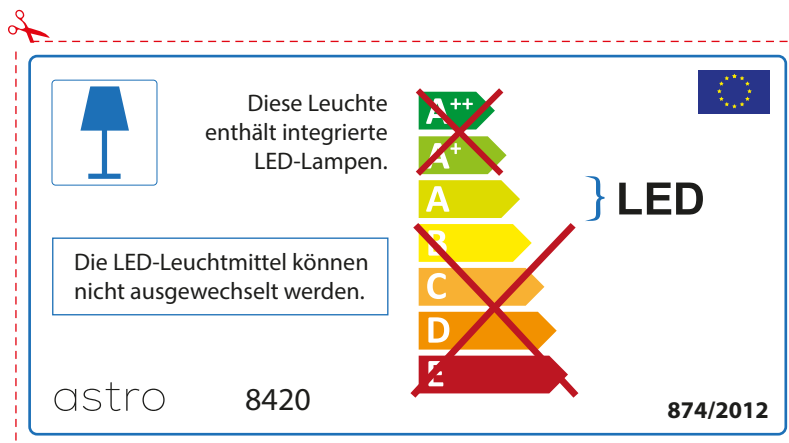 Diese Leuchte
enthält integrierte
LED-Lampen.
Die LED-Leuchtmittel können
nicht ausgewechselt werden.
A++
A+
A
B
C
D
E
LED
astro
8420
874/2012